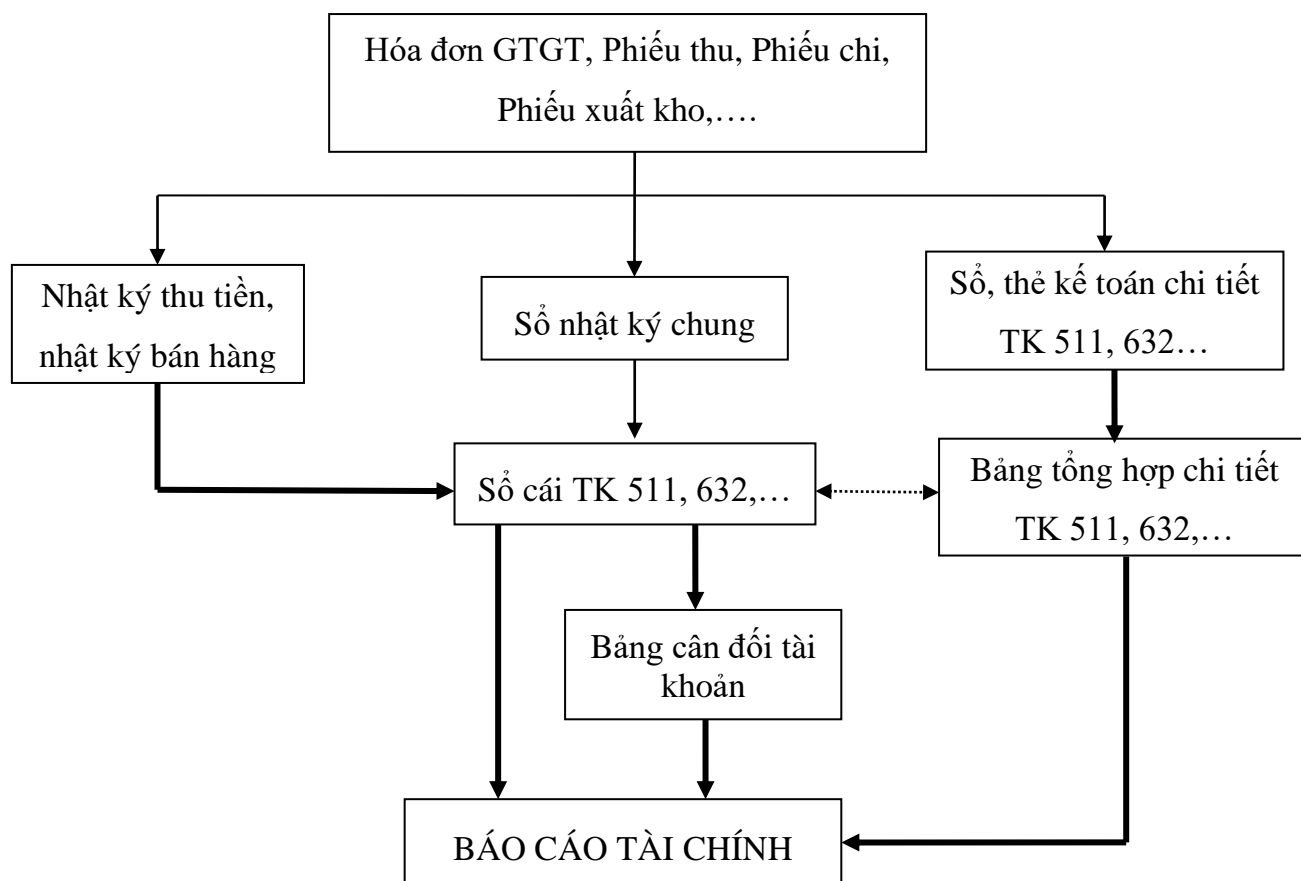 Hóa đơn GTGT, Phiếu thu, Phiếu chi,
Phiếu xuất kho,….
Nhật ký thu tiền,
nhật ký bán hàng
Sổ nhật ký chung
Sổ, thẻ kế toán chi tiết
TK 511, 632…
Sổ cái TK 511, 632,…
Bảng tổng hợp chi tiết
TK 511, 632,…
Bảng cân đối tài
khoản
BÁO CÁO TÀI CHÍNH